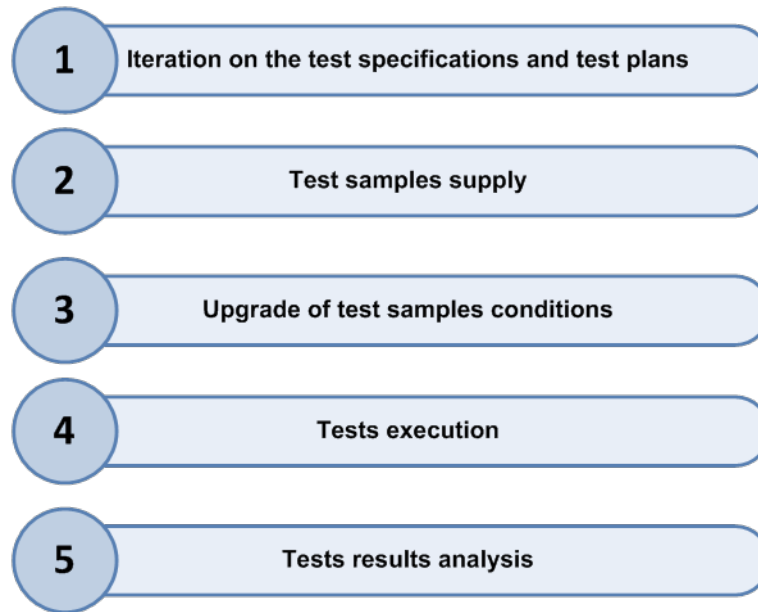 1 Iteration on the test specifications and test plans
2 Test samples supply
3 Upgrade of test samples conditions
4 Tests execution
5 Tests results analysis